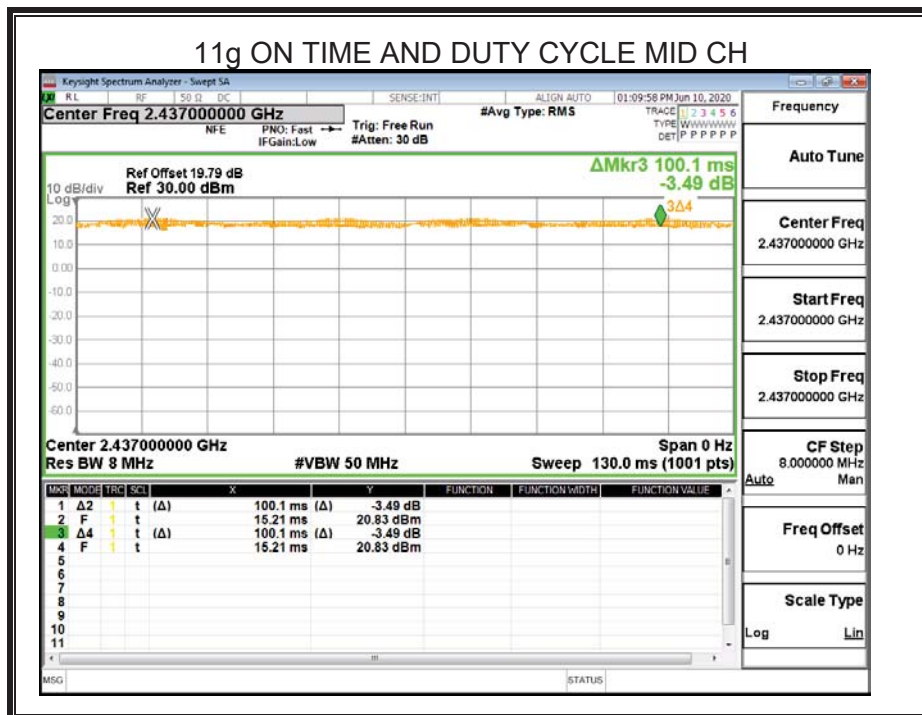 11g ON TIME AND DUTY CYCLE MID CH
Keysight Spectrum Analyzer - Swept SA
RL RF 50 Ω DC SENSE:INT ALIGN AUTO 01:09:58 PM Jun 10, 2020
Center Freq 2.437000000 GHz #Avg Type: RMS TRACE 1 2 3 4 5 6
NFE PNO: Fast Trig: Free Run TYPE WWWWWW
IFGain:Low #Atten: 30 dB DET P P P P P P
Ref Offset 19.79 dB ΔMkr3 100.1 ms
10 dB/div Ref 30.00 dBm -3.49 dB
Log
3Δ4
20.0
10.0
0.00
-10.0
-20.0
-30.0
-40.0
-50.0
-60.0
Center 2.437000000 GHz Span 0 Hz
Res BW 8 MHz #VBW 50 MHz Sweep 130.0 ms (1001 pts)
MKR MODE TRC SCL X Y FUNCTION FUNCTION WIDTH FUNCTION VALUE
1 Δ2 1 t (Δ) 100.1 ms (Δ) -3.49 dB
2 F 1 t 15.21 ms 20.83 dBm
3 Δ4 1 t (Δ) 100.1 ms (Δ) -3.49 dB
4 F 1 t 15.21 ms 20.83 dBm
5
6
7
8
9
10
11
MSG STATUS
Frequency
Auto Tune
Center Freq
2.437000000 GHz
Start Freq
2.437000000 GHz
Stop Freq
2.437000000 GHz
CF Step
8.000000 MHz
Auto Man
Freq Offset
0 Hz
Scale Type
Log Lin